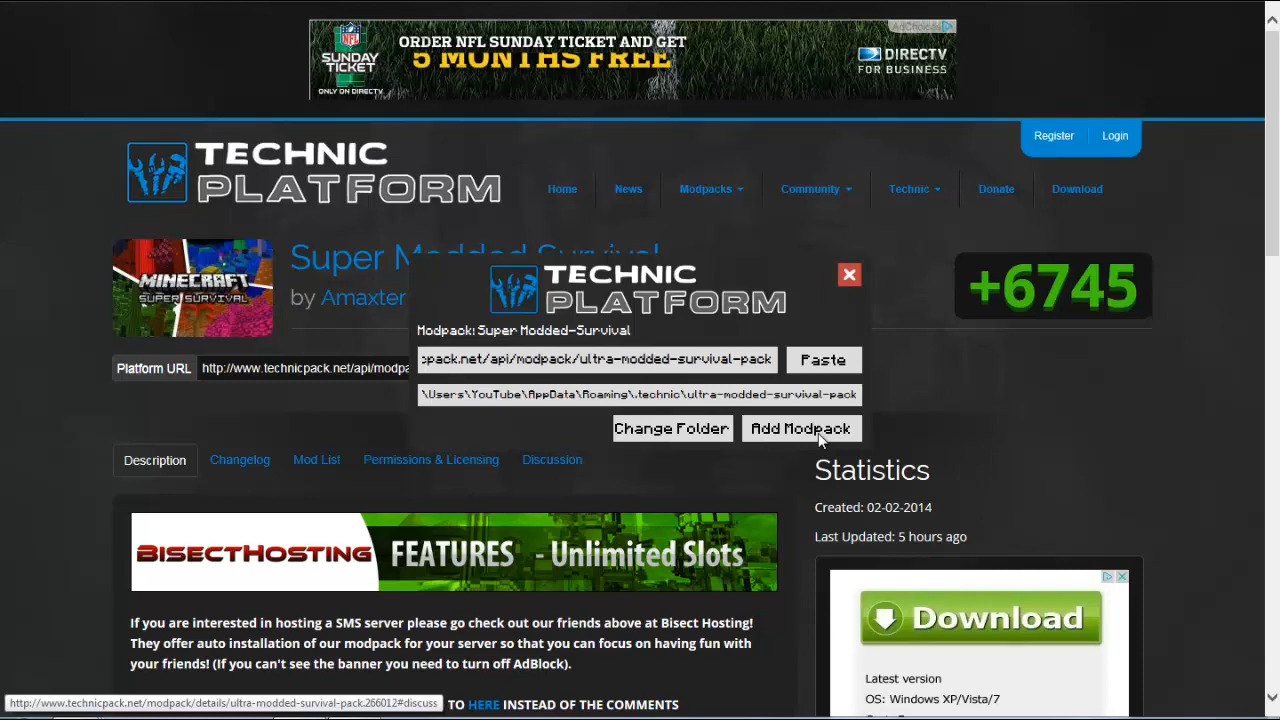 AdChoices
ORDER NFL SUNDAY TICKET AND GET
5 MONTHS FREE
NFL
SUNDAY
TICKET
ONLY ON DIRECTV
DIRECTV
FOR BUSINESS
Register
Login
TECHNIC
PLATFORM
Home
News
Modpacks
Community
Technic
Donate
Download
MINECRAFT
SUPER SURVIVAL
Super Modded Survival
by Amaxter
+6745
TECHNIC
PLATFORM
Modpack: Super Modded-Survival
cpack.net/api/modpack/ultra-modded-survival-pack
Paste
\Users\YouTube\AppData\Roaming\.technic\ultra-modded-survival-pack
Change Folder
Add Modpack
Platform URL
http://www.technicpack.net/api/modpa
Description
Changelog
Mod List
Permissions & Licensing
Discussion
Statistics
Created: 02-02-2014
Last Updated: 5 hours ago
BISECTHOSTING
FEATURES - Unlimited Slots
If you are interested in hosting a SMS server please go check out our friends above at Bisect Hosting!
They offer auto installation of our modpack for your server so that you can focus on having fun with
your friends! (If you can't see the banner you need to turn off AdBlock).
TO HERE INSTEAD OF THE COMMENTS
Download
Latest version
OS: Windows XP/Vista/7
http://www.technicpack.net/modpack/details/ultra-modded-survival-pack.266012#discuss